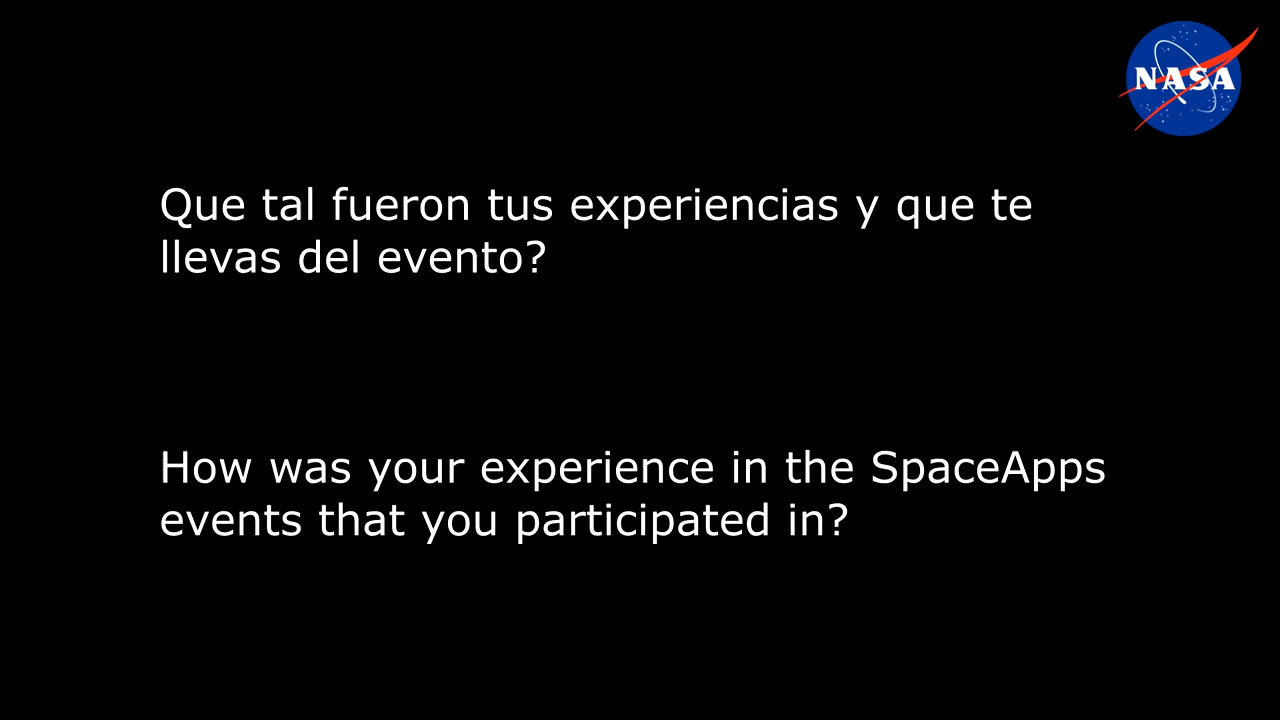 NASA
Que tal fueron tus experiencias y que te
llevas del evento?
How was your experience in the SpaceApps
events that you participated in?